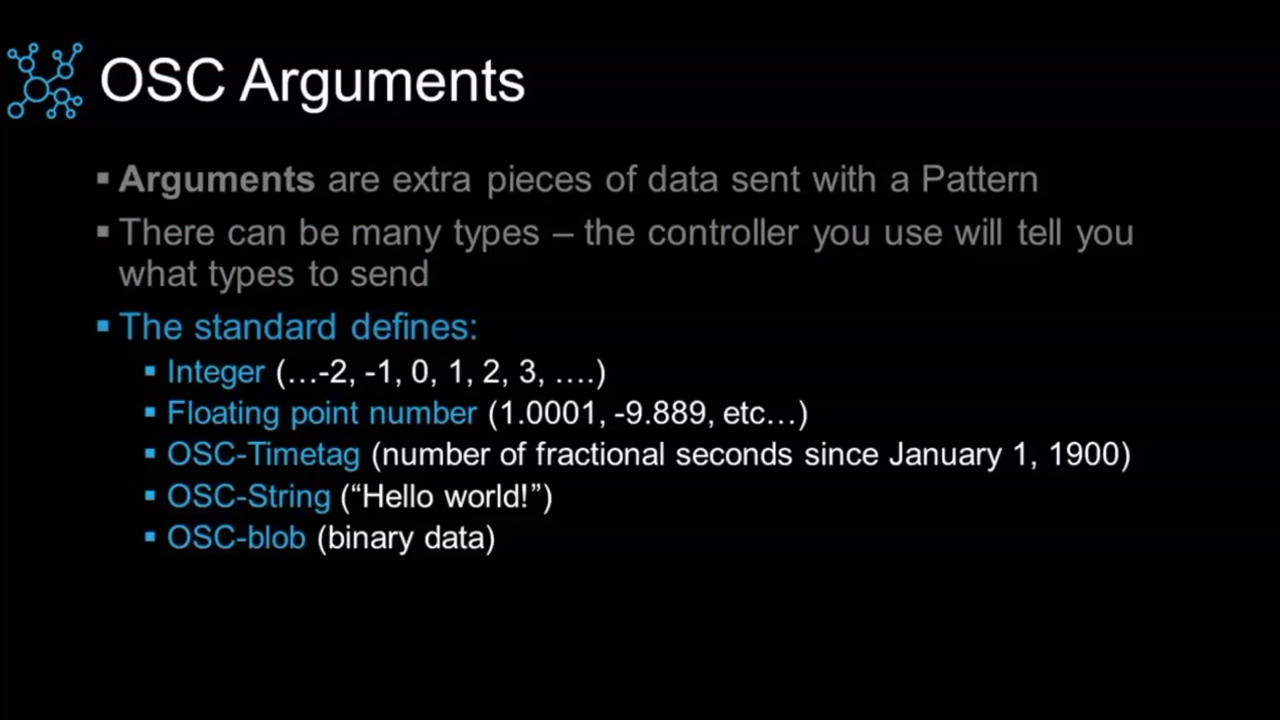 OSC Arguments
▪ Arguments are extra pieces of data sent with a Pattern
▪ There can be many types – the controller you use will tell you
what types to send
▪ The standard defines:
▪ Integer (…-2, -1, 0, 1, 2, 3, ….)
▪ Floating point number (1.0001, -9.889, etc…)
▪ OSC-Timetag (number of fractional seconds since January 1, 1900)
▪ OSC-String (“Hello world!”)
▪ OSC-blob (binary data)